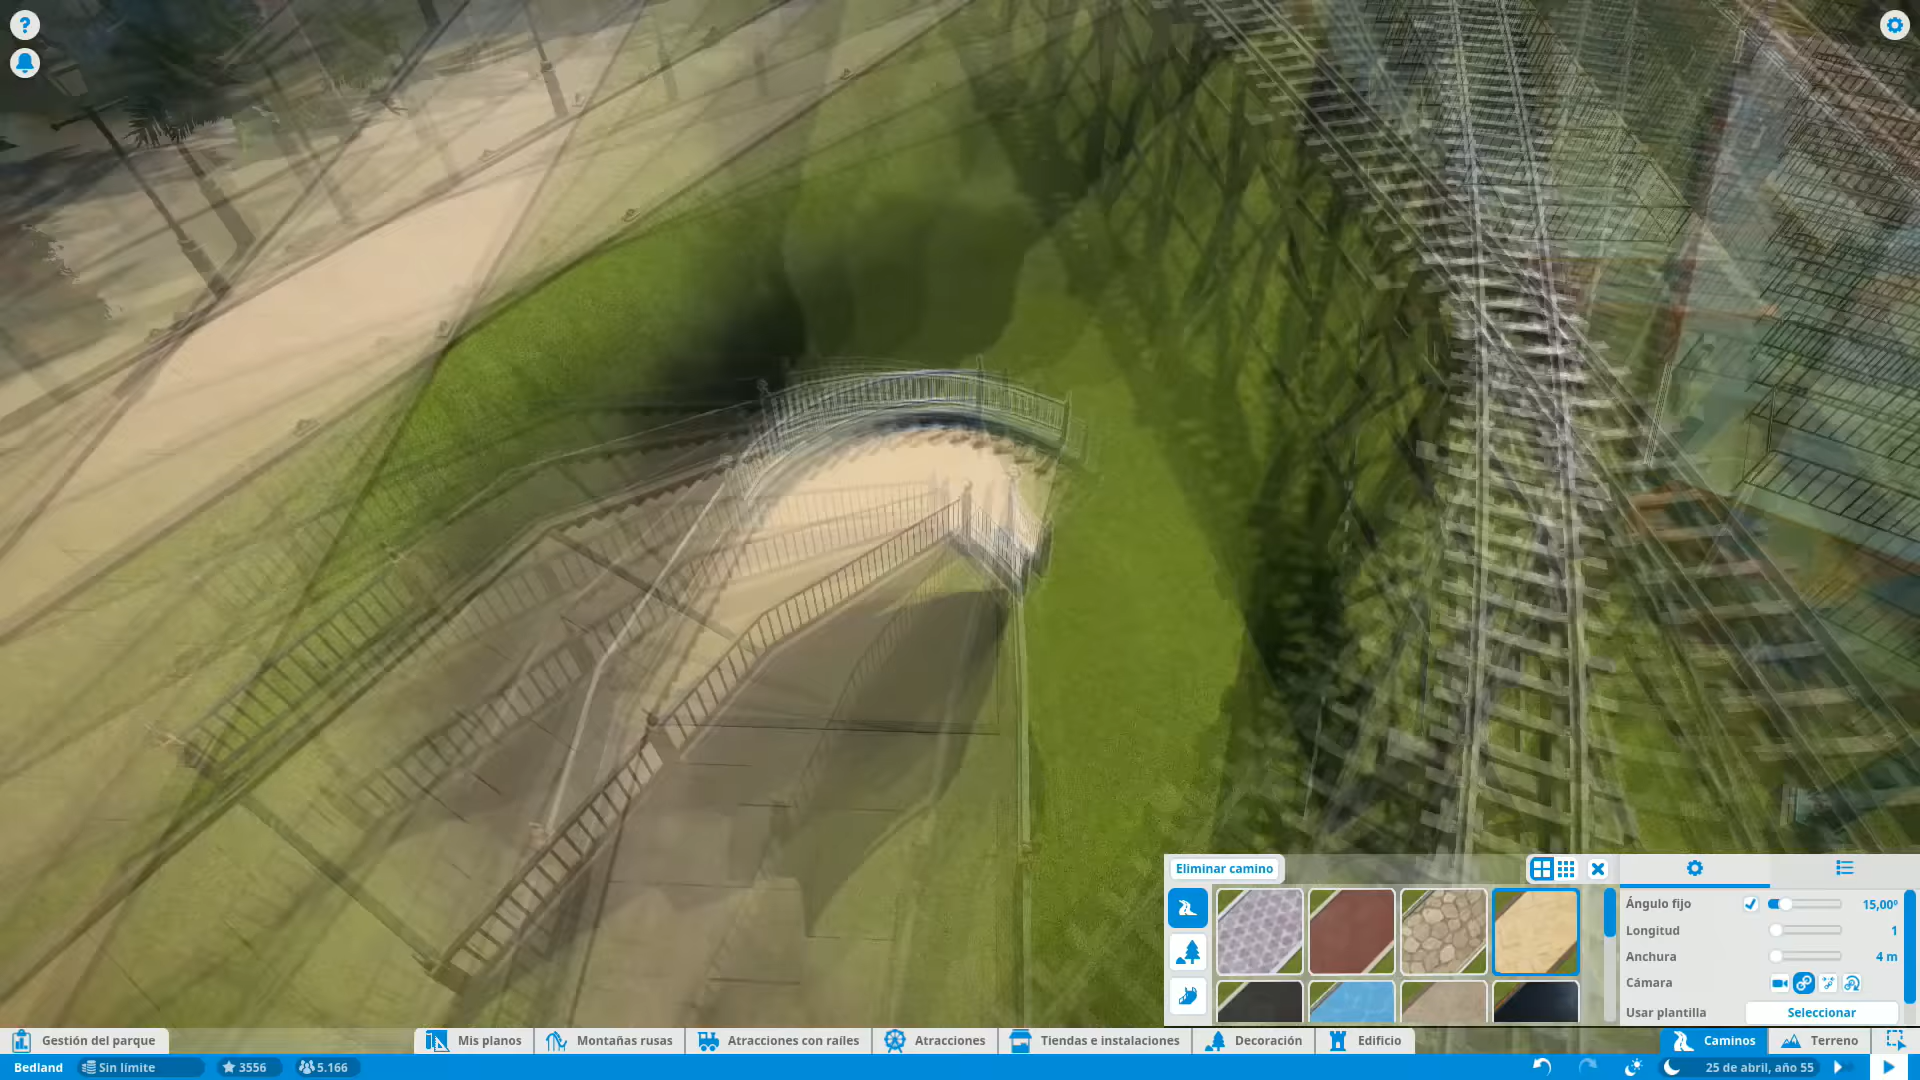 ?
Eliminar camino
Ángulo fijo 15,00º
Longitud 1
Anchura 4 m
Cámara
Usar plantilla Seleccionar
Gestión del parque Mis planos Montañas rusas Atracciones con raíles Atracciones Tiendas e instalaciones Decoración Edificio Caminos Terreno
Bedland Sin límite 3556 5.166 25 de abril, año 55